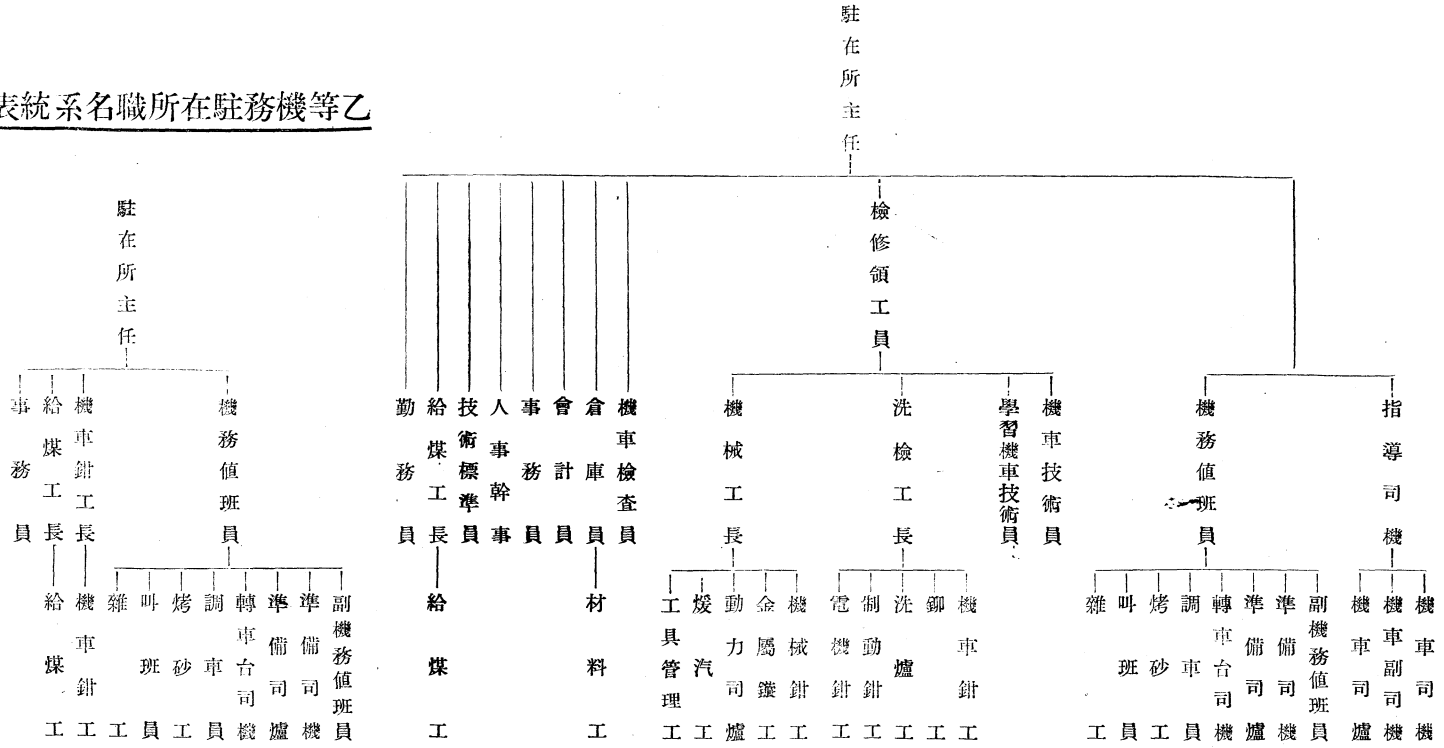 駐在所主任
檢修領工員
指導司機
機務値班員
機車技術員
學習機車技術員
洗檢工長
機械工長
機車檢查員
倉庫員
會計員
事務員
人事幹事
技術標準員
給煤工長
勤務員
機車司機
機車副司機
機車司爐
副機務値班員
準備司機
準備司爐
轉車台司機
調車員
烤砂工
叫班員
雜工
機車鉗工
鉚工
洗爐工
制動鉗工
電機鉗工
機械鉗工
金屬鏇工
動力司爐
煖汽工
工具管理工
材料工
給煤工
乙等機務駐在所職名系統表
駐在所主任
機務値班員
機車鉗工長
給煤工長
事務員
副機務値班員
準備司機
準備司爐
轉車台司機
調車員
烤砂工
叫班員
雜工
機車鉗工
給煤工